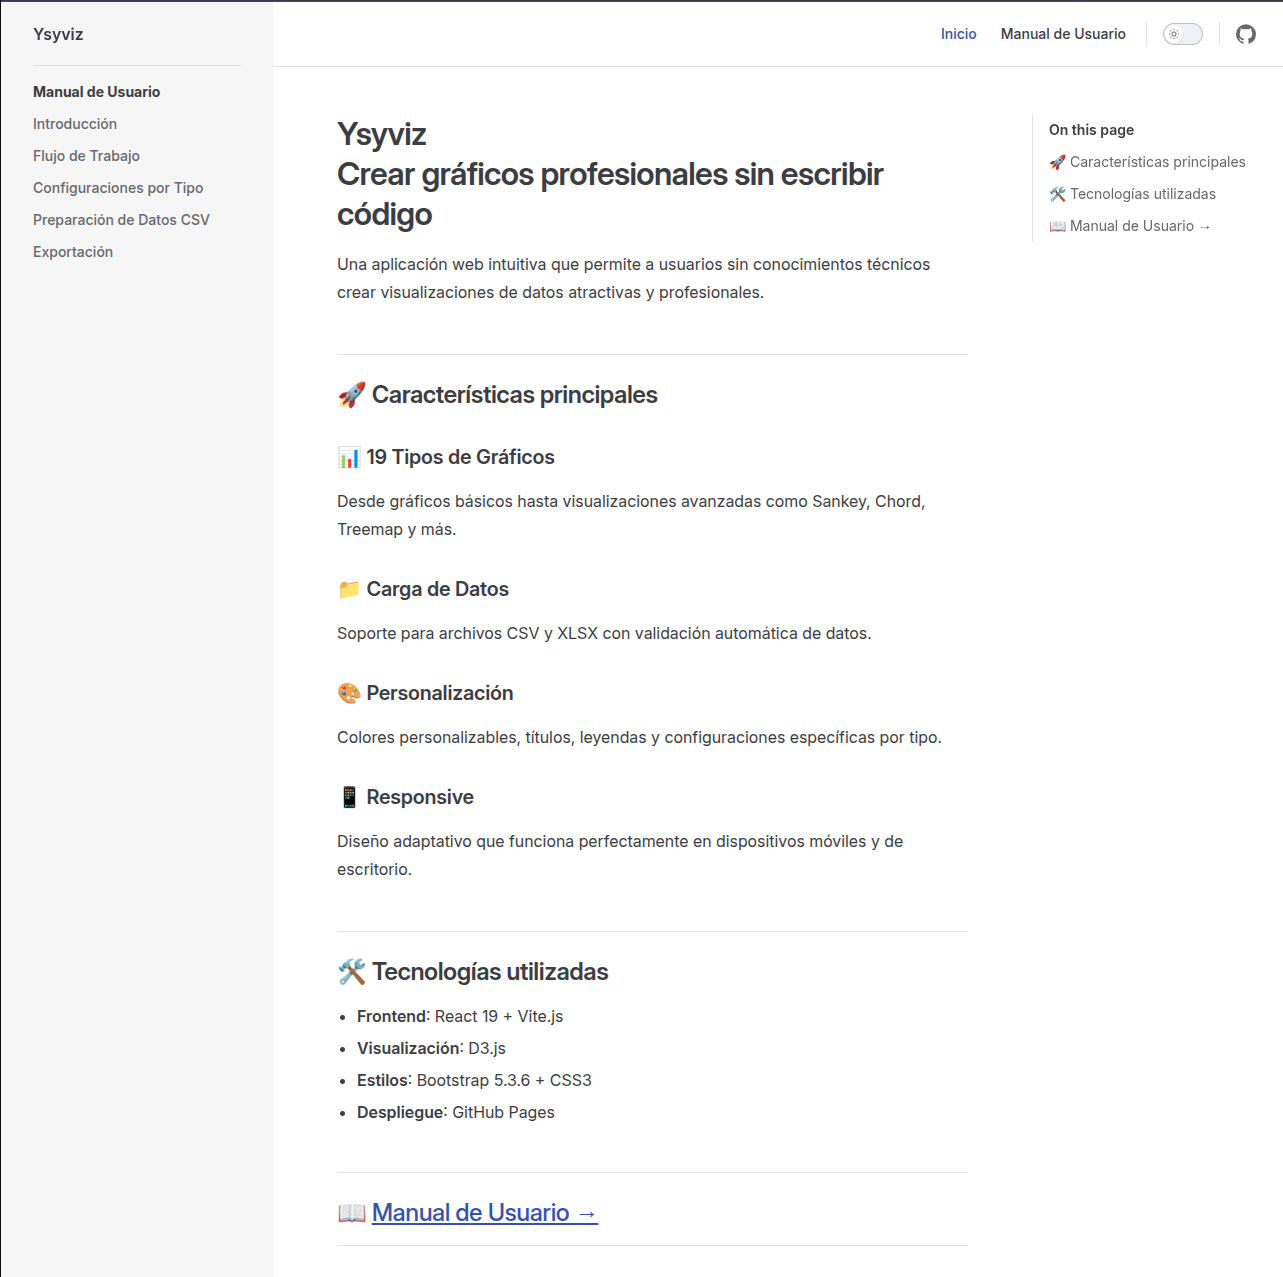 Ysyviz
Inicio
Manual de Usuario
Manual de Usuario
Introducción
Flujo de Trabajo
Configuraciones por Tipo
Preparación de Datos CSV
Exportación
Ysyviz
Crear gráficos profesionales sin escribir
código
Una aplicación web intuitiva que permite a usuarios sin conocimientos técnicos
crear visualizaciones de datos atractivas y profesionales.
🚀 Características principales
📊 19 Tipos de Gráficos
Desde gráficos básicos hasta visualizaciones avanzadas como Sankey, Chord,
Treemap y más.
📁 Carga de Datos
Soporte para archivos CSV y XLSX con validación automática de datos.
🎨 Personalización
Colores personalizables, títulos, leyendas y configuraciones específicas por tipo.
📱 Responsive
Diseño adaptativo que funciona perfectamente en dispositivos móviles y de
escritorio.
🛠️ Tecnologías utilizadas
• Frontend: React 19 + Vite.js
• Visualización: D3.js
• Estilos: Bootstrap 5.3.6 + CSS3
• Despliegue: GitHub Pages
📖 Manual de Usuario →
On this page
🚀 Características principales
🛠️ Tecnologías utilizadas
📖 Manual de Usuario →